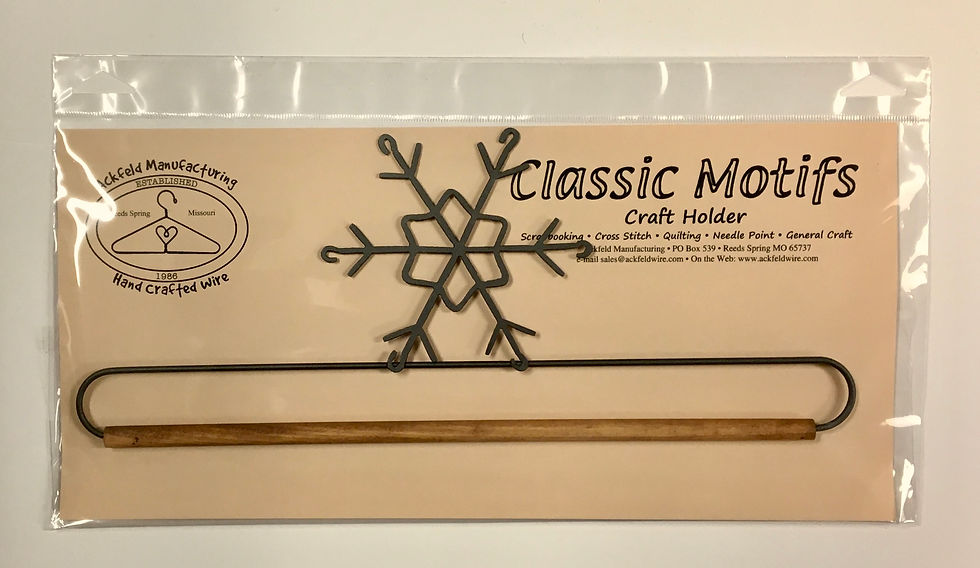 Ackfeld Manufacturing
ESTABLISHED
Reeds Spring Missouri
1986
Hand Crafted Wire
Classic Motifs
Craft Holder
Scrapbooking • Cross Stitch • Quilting • Needle Point • General Craft
Ackfeld Manufacturing • PO Box 539 • Reeds Spring MO 65737
e-mail sales@ackfeldwire.com • On the Web: www.ackfeldwire.com